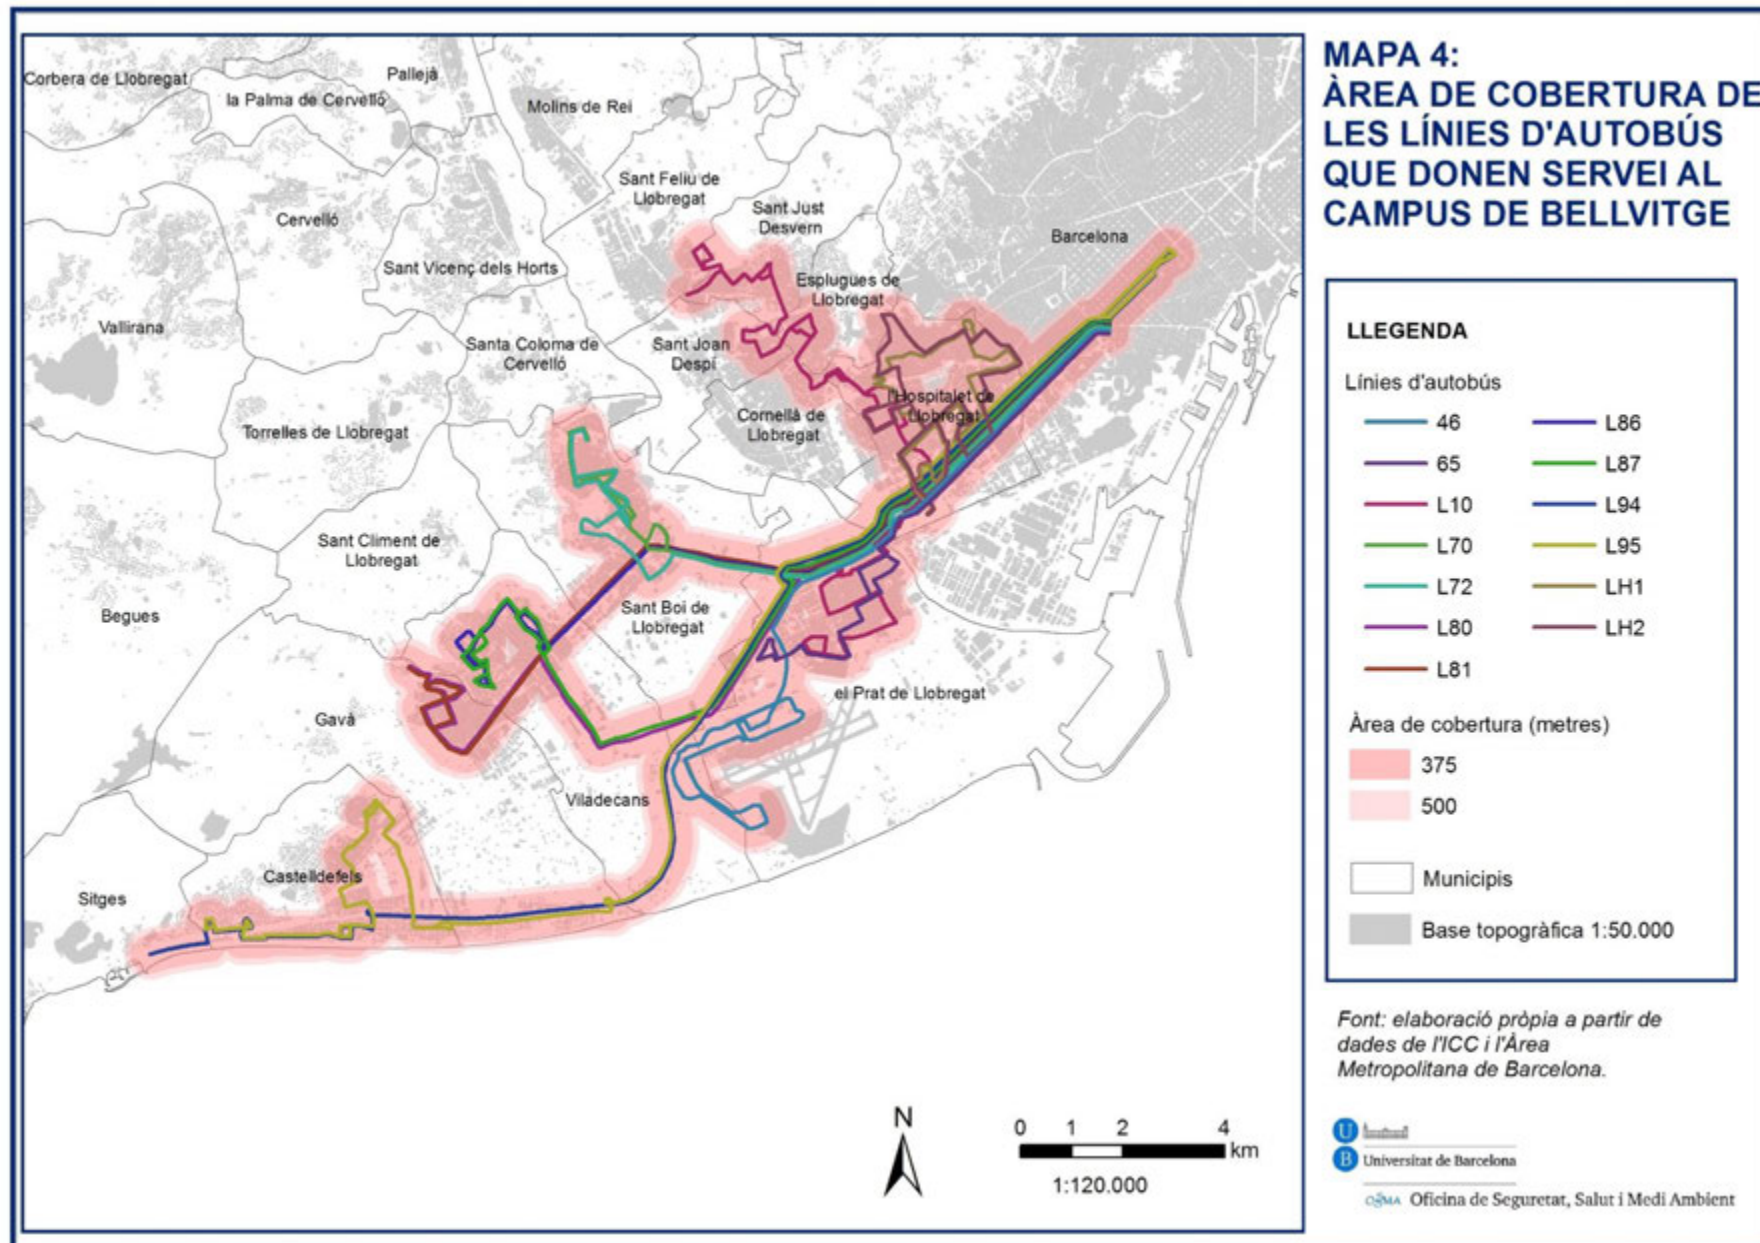 MAPA 4:
ÀREA DE COBERTURA DE
LES LÍNIES D'AUTOBÚS
QUE DONEN SERVEI AL
CAMPUS DE BELLVITGE
Corbera de Llobregat
Pallejà
la Palma de Cervelló
Molins de Rei
Sant Feliu de
Llobregat
Sant Just
Desvern
Cervelló
Barcelona
Sant Vicenç dels Horts
Esplugues de
Llobregat
Vallirana
Santa Coloma de
Cervelló
Sant Joan
Despí
l'Hospitalet de
Llobregat
Cornellà de
Llobregat
Torrelles de Llobregat
Sant Climent de
Llobregat
Begues
Sant Boi de
Llobregat
el Prat de Llobregat
Gavà
Viladecans
Castelldefels
Sitges
N
0 1 2 4
km
1:120.000
LLEGENDA
Línies d'autobús
46
65
L10
L70
L72
L80
L81
L86
L87
L94
L95
LH1
LH2
Àrea de cobertura (metres)
375
500
Municipis
Base topogràfica 1:50.000
Font: elaboració pròpia a partir de
dades de l'ICC i l'Àrea
Metropolitana de Barcelona.
U
B Universitat de Barcelona
OSSMA Oficina de Seguretat, Salut i Medi Ambient